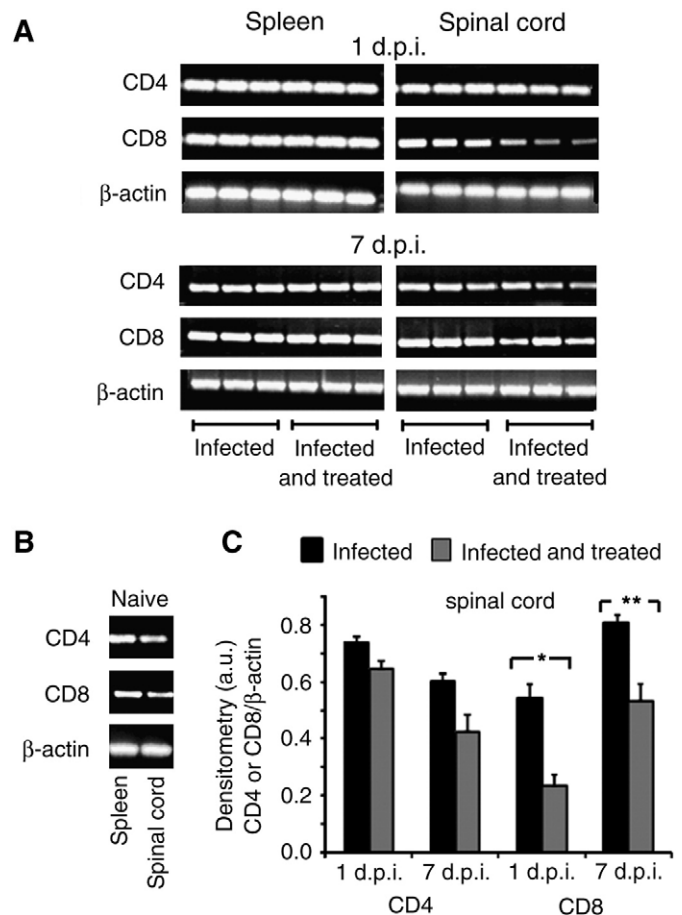 A
Spleen Spinal cord
1 d.p.i.
CD4
CD8
β-actin
7 d.p.i.
CD4
CD8
β-actin
Infected Infected and treated Infected Infected and treated
B
Naive
CD4
CD8
β-actin
Spleen
Spinal cord
C
Infected Infected and treated
spinal cord
Densitometry (a.u.)
CD4 or CD8/β-actin
0.8
0.6
0.4
0.2
0.0
*
**
1 d.p.i. 7 d.p.i. 1 d.p.i. 7 d.p.i.
CD4 CD8